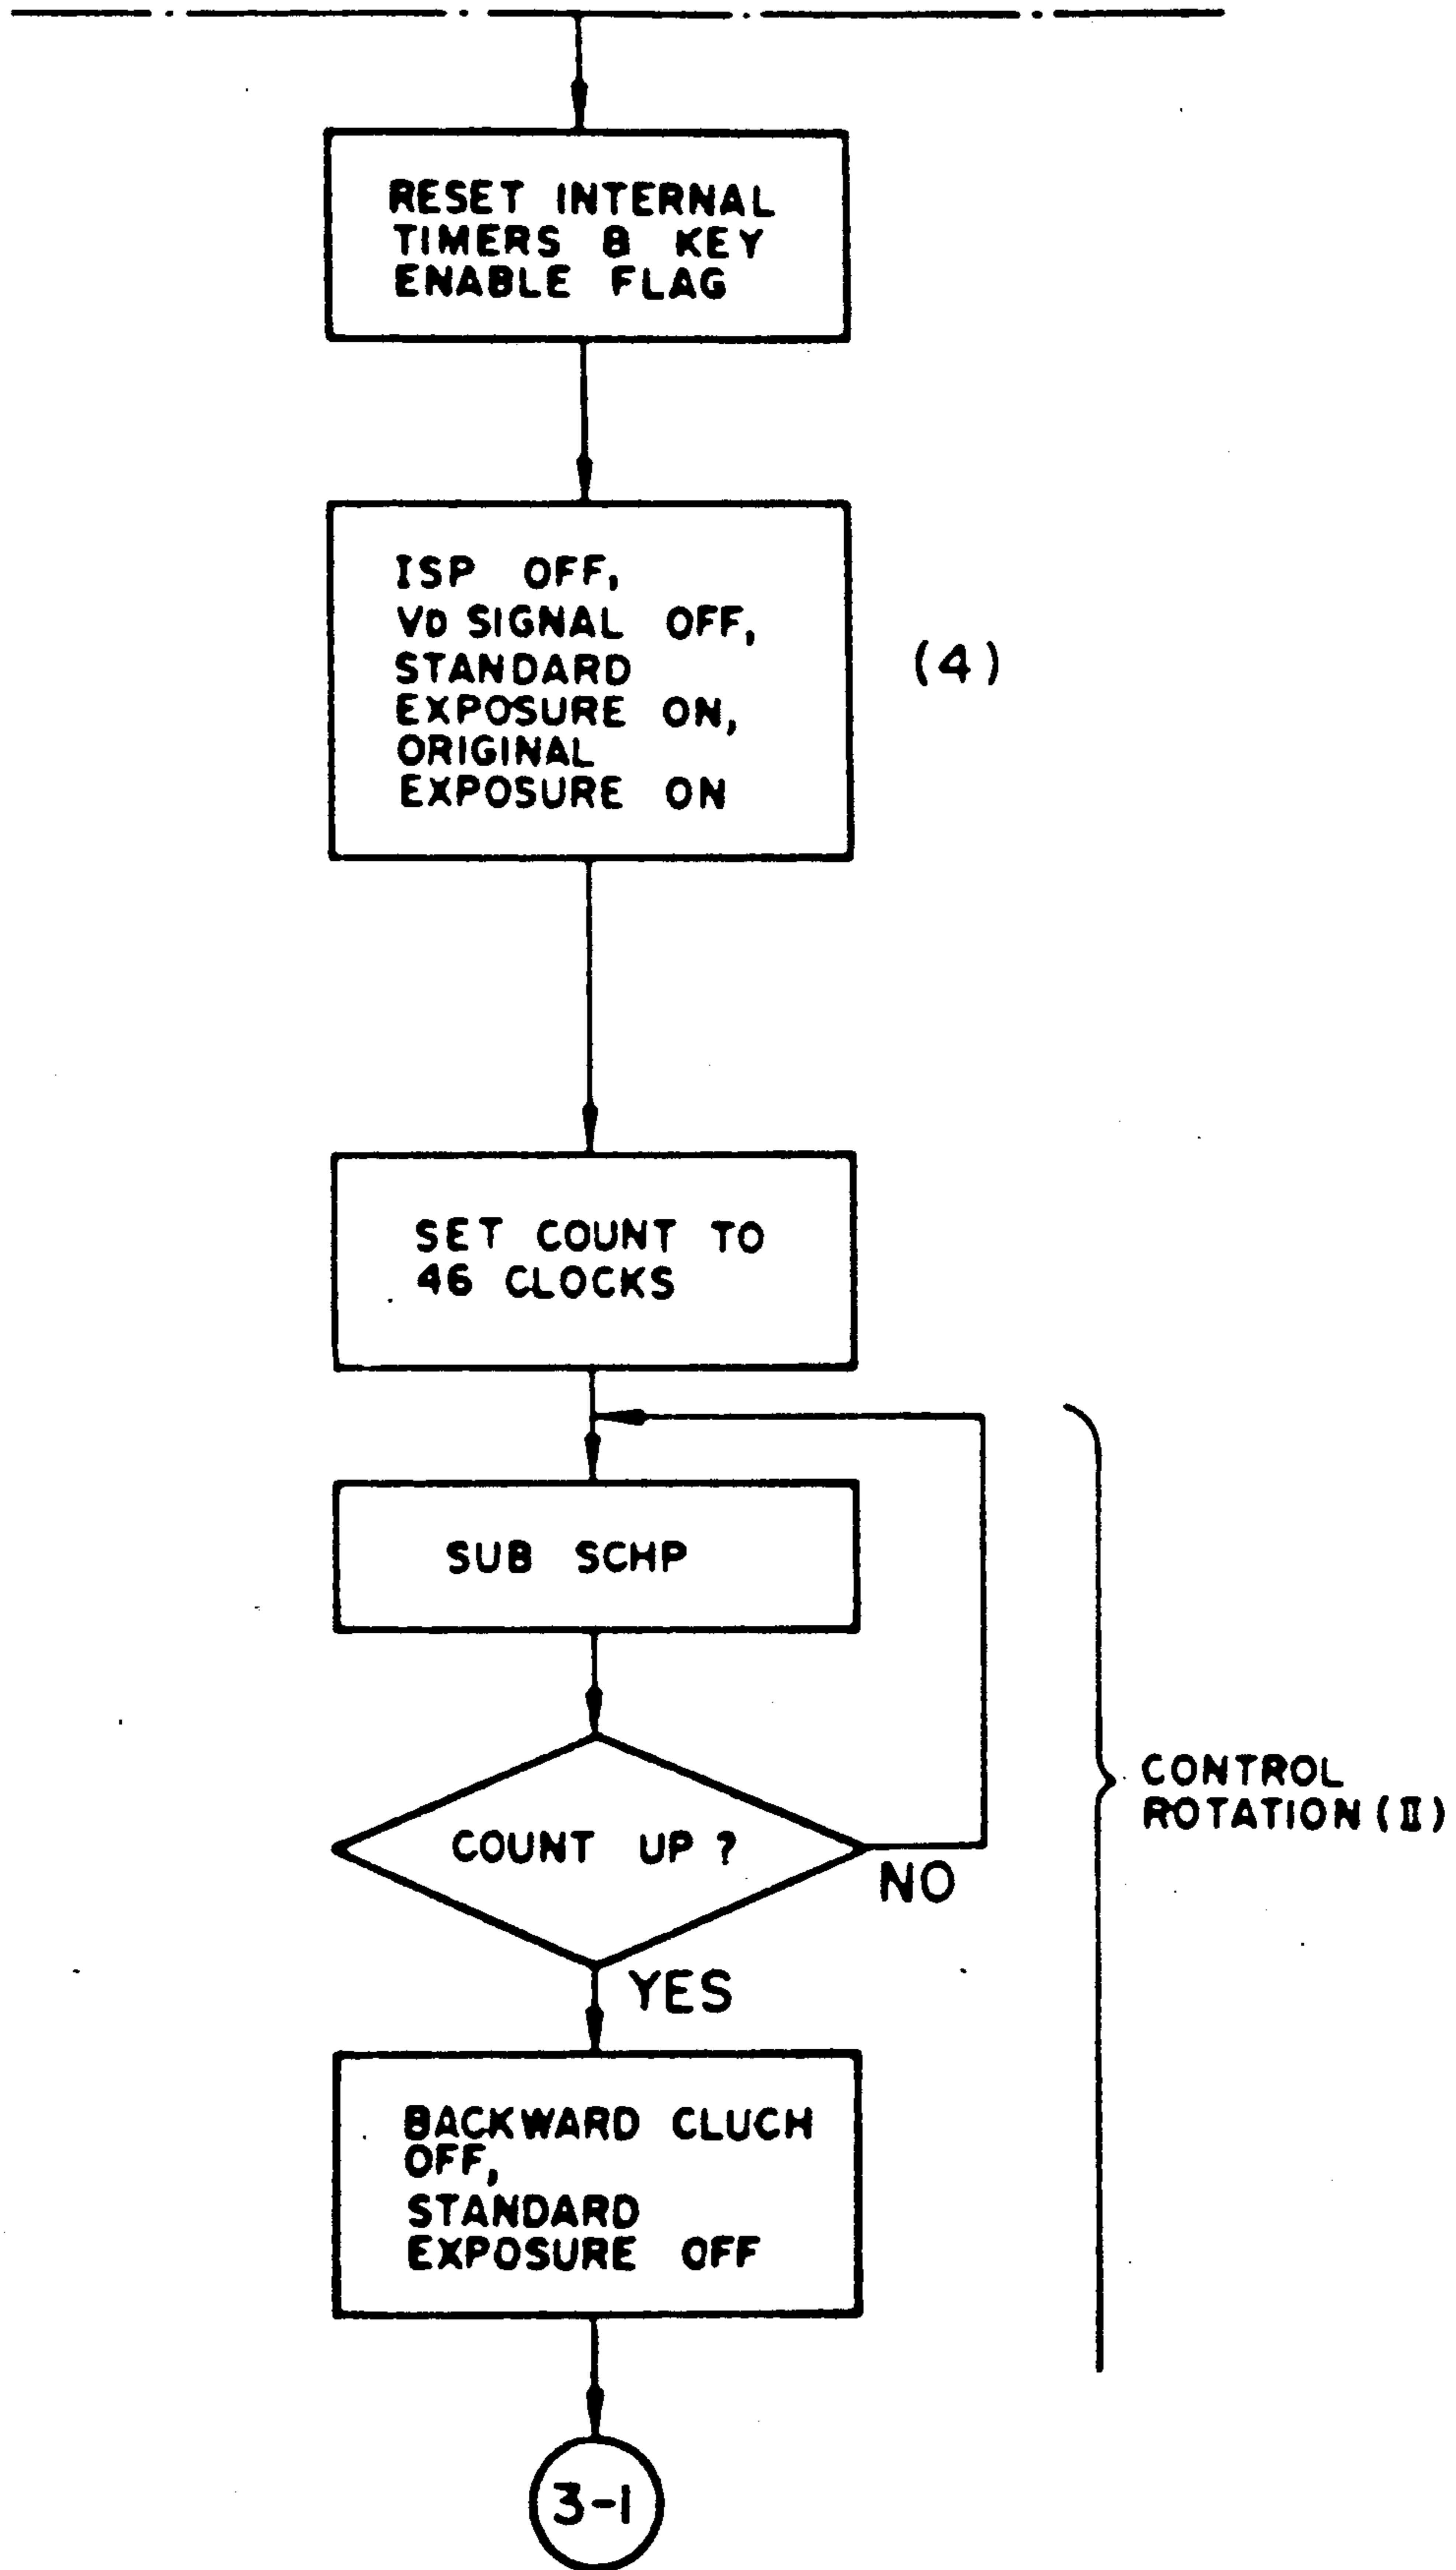 RESET INTERNAL
TIMERS & KEY
ENABLE FLAG
ISP OFF,
VD SIGNAL OFF,
STANDARD
EXPOSURE ON,
ORIGINAL
EXPOSURE ON
(4)
SET COUNT TO
46 CLOCKS
SUB SCHP
COUNT UP ?
NO
YES
CONTROL
ROTATION (II)
BACKWARD CLUCH
OFF,
STANDARD
EXPOSURE OFF
3-1